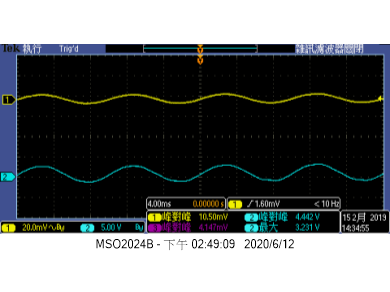 Tek 執行 Trig'd 雜訊濾波器關閉
1
2
4.00ms 0.00000 s 1 ∫ 1.60mV < 10 Hz
1 20.0mV∿ Bw 2 5.00 V Bw
1 峰對峰 10.50mV 2 峰對峰 4.442 V
峰對峰 4.147mV 2 最大 3.231 V
15 2月 2019
14:34:55
MSO2024B - 下午 02:49:09 2020/6/12